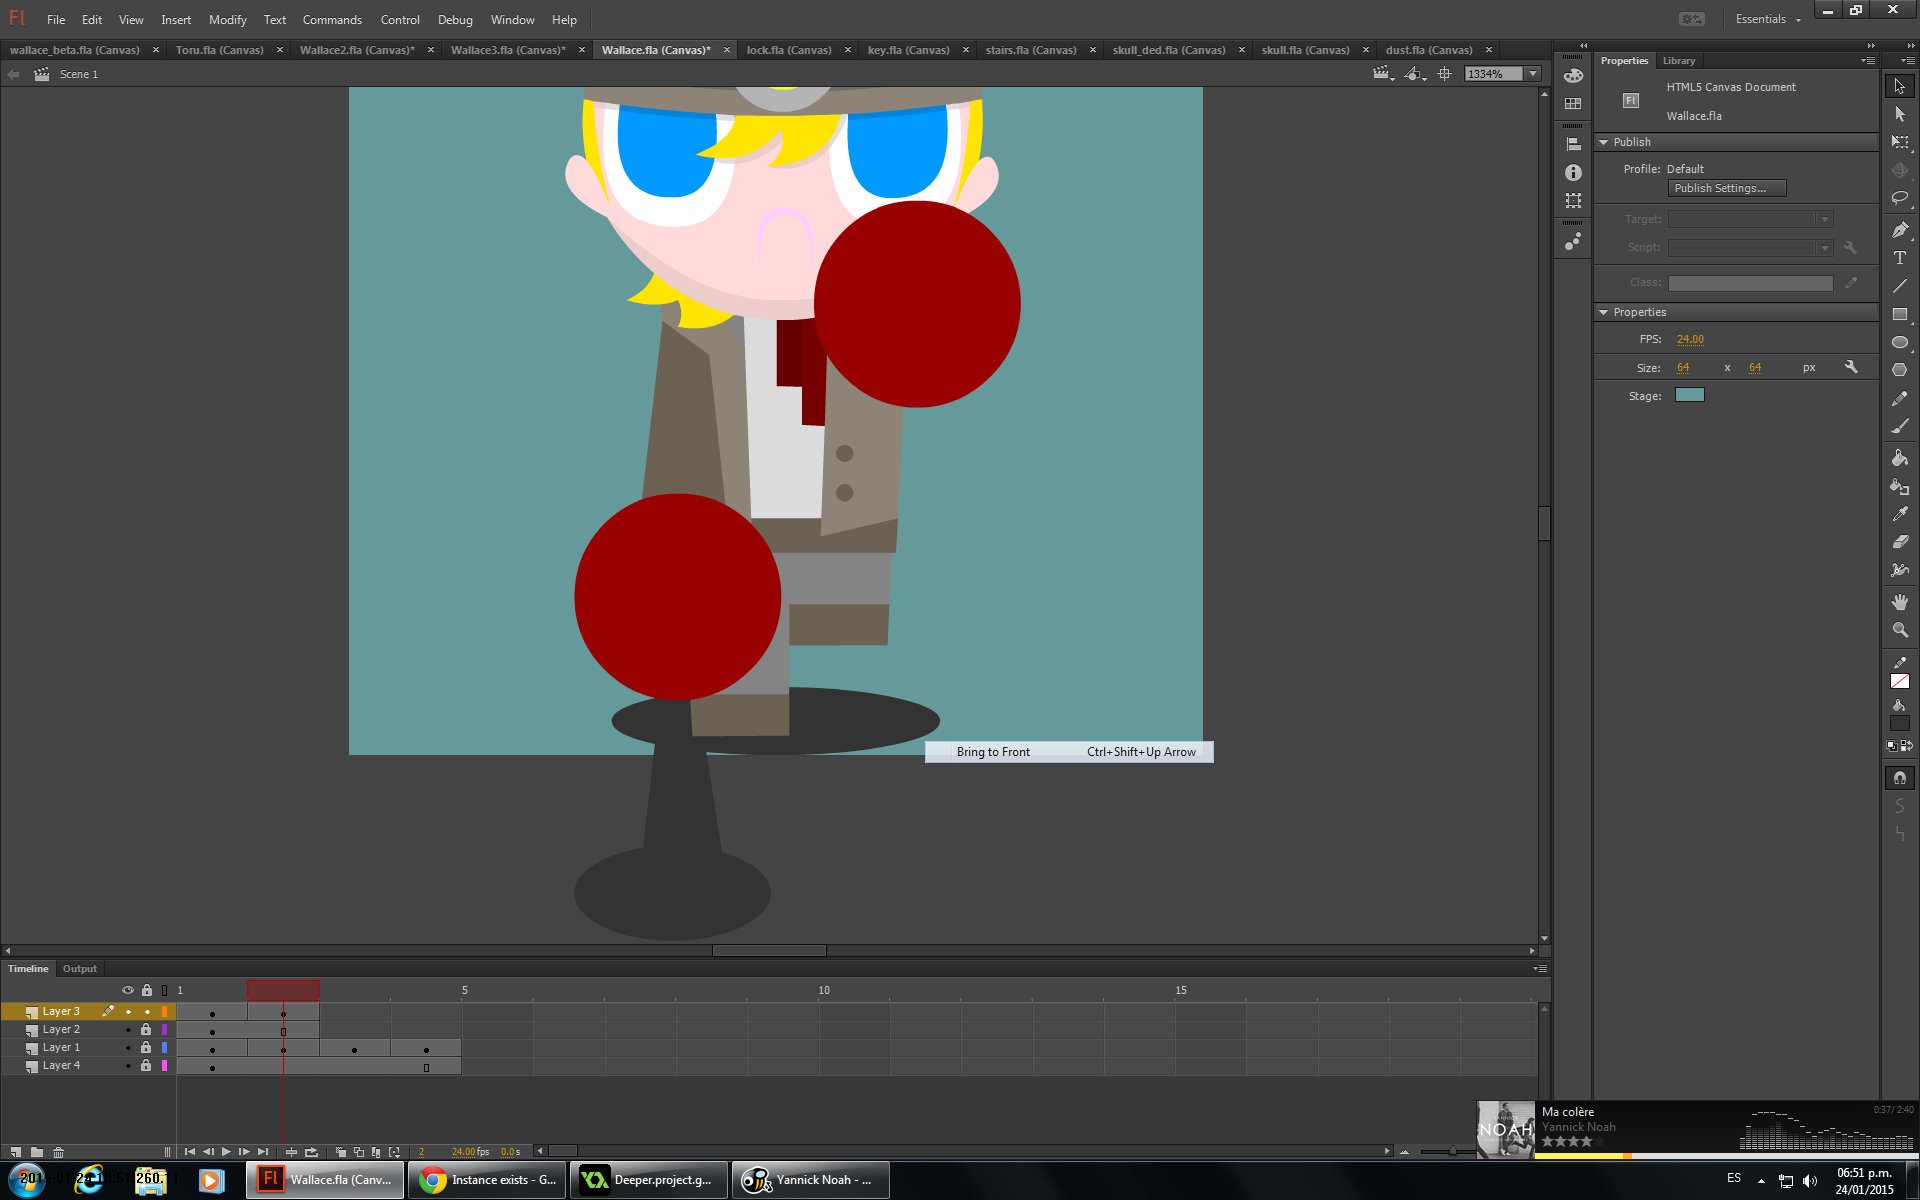 Fl File Edit View Insert Modify Text Commands Control Debug Window Help Essentials
wallace_beta.fla (Canvas) × Toru.fla (Canvas) × Wallace2.fla (Canvas)* × Wallace3.fla (Canvas)* × Wallace.fla (Canvas)* × lock.fla (Canvas) × key.fla (Canvas) × stairs.fla (Canvas) × skull_ded.fla (Canvas) × skull.fla (Canvas) × dust.fla (Canvas) ×
Scene 1 1334%
Properties Library
HTML5 Canvas Document
Fl
Wallace.fla
Publish
Profile: Default
Publish Settings...
Target:
Script:
Class:
Properties
FPS: 24.00
Size: 64 x 64 px
Stage:
Bring to Front Ctrl+Shift+Up Arrow
Timeline Output
1 5 10 15
Layer 3
Layer 2
Layer 1
Layer 4
2 24.00 fps 0.0 s
Ma colère 0:37/ 2:40
Yannick Noah
NOAH
Fl Wallace.fla (Canv... Instance exists - G... Deeper.project.g... Yannick Noah - ...
ES
06:51 p.m.
24/01/2015